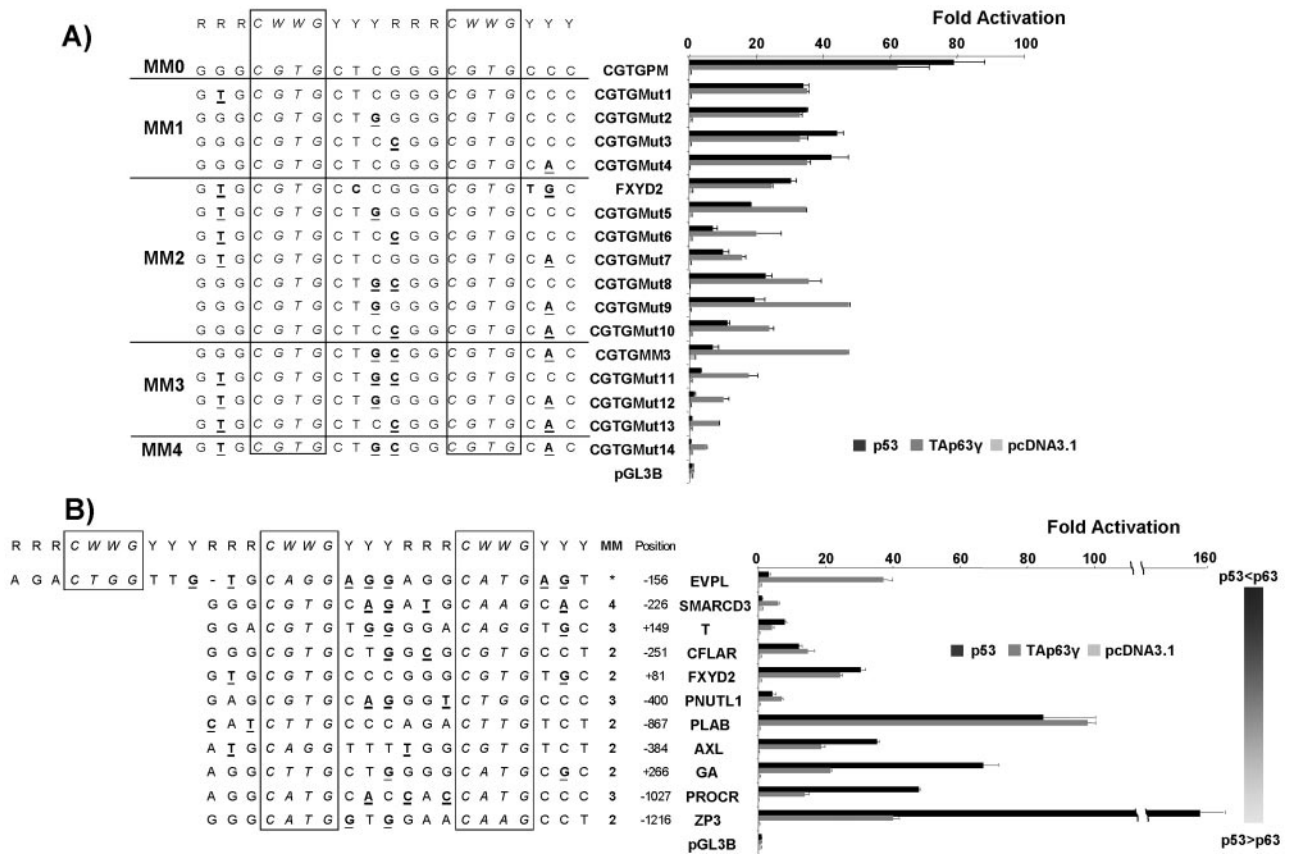 A)
R R R C W W G Y Y Y R R R C W W G Y Y Y
Fold Activation
0 20 40 60 80 100
MM0 G G G C G T G C T C G G G C G T G C C C CGTGPM
G T G C G T G C T C G G G C G T G C C C CGTGMut1
MM1
G G G C G T G C T G G G G C G T G C C C CGTGMut2
G G G C G T G C T C C G G C G T G C C C CGTGMut3
G G G C G T G C T C G G G C G T G C A C CGTGMut4
G T G C G T G C C C G G G C G T G T G C FXYD2
G T G C G T G C T G G G G C G T G C C C CGTGMut5
G T G C G T G C T C C G G C G T G C C C CGTGMut6
MM2 G T G C G T G C T C G G G C G T G C A C CGTGMut7
G G G C G T G C T G C G G C G T G C C C CGTGMut8
G G G C G T G C T G G G G C G T G C A C CGTGMut9
G G G C G T G C T C C G G C G T G C A C CGTGMut10
G G G C G T G C T G C G G C G T G C A C CGTGMM3
MM3 G T G C G T G C T G C G G C G T G C C C CGTGMut11
G T G C G T G C T G G G G C G T G C A C CGTGMut12
G T G C G T G C T C C G G C G T G C A C CGTGMut13
MM4 G T G C G T G C T G C G G C G T G C A C CGTGMut14
pGL3B
p53 TAp63γ pcDNA3.1
B)
Fold Activation
R R R C W W G Y Y Y R R R C W W G Y Y Y R R R C W W G Y Y Y MM Position
0 20 40 60 80 100 160
A G A C T G G T T G - T G C A G G A G G A G G C A T G A G T * -156 EVPL
G G G C G T G C A G A T G C A A G C A C 4 -226 SMARCD3
G G A C G T G T G G G G A C A G G T G C 3 +149 T
G G G C G T G C T G G C G C G T G C C T 2 -251 CFLAR
G T G C G T G C C C G G G C G T G T G C 2 +81 FXYD2
G A G C G T G C A G G G T C T G G C C C 3 -400 PNUTL1
C A T C T T G C C C A G A C T T G T C T 2 -867 PLAB
A T G C A G G T T T T G G C G T G T C T 2 -384 AXL
A G G C T T G C T G G G G C A T G C G C 2 +266 GA
A G G C A T G C A C C A C C A T G C C C 3 -1027 PROCR
G G G C A T G G T G G A A C A A G C C T 2 -1216 ZP3
pGL3B
p53 TAp63γ pcDNA3.1
p53<p63
p53>p63